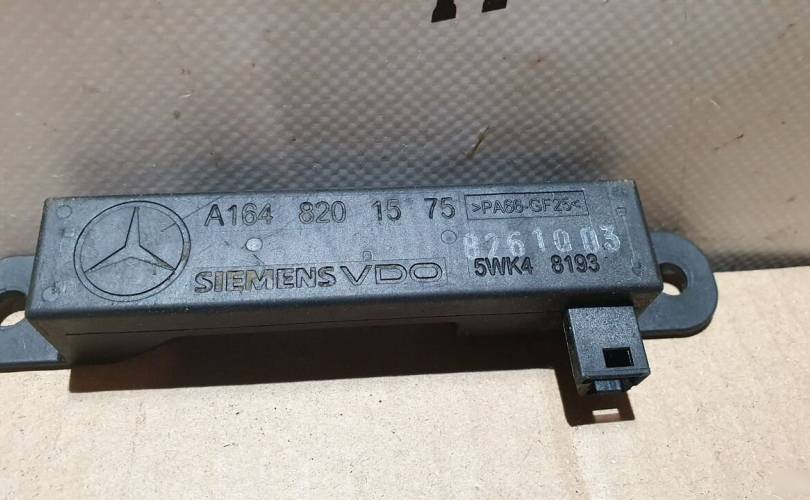 A164 820 15 75
>PA66-GF25<
8261003
SIEMENS VDO
5WK4 8193